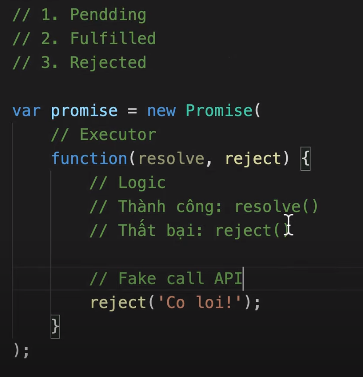 // 1. Pendding
// 2. Fulfilled
// 3. Rejected
var promise = new Promise(
// Executor
function(resolve, reject) {
// Logic
// Thành công: resolve()
// Thất bại: reject()
// Fake call API
reject('Co loi!');
}
);